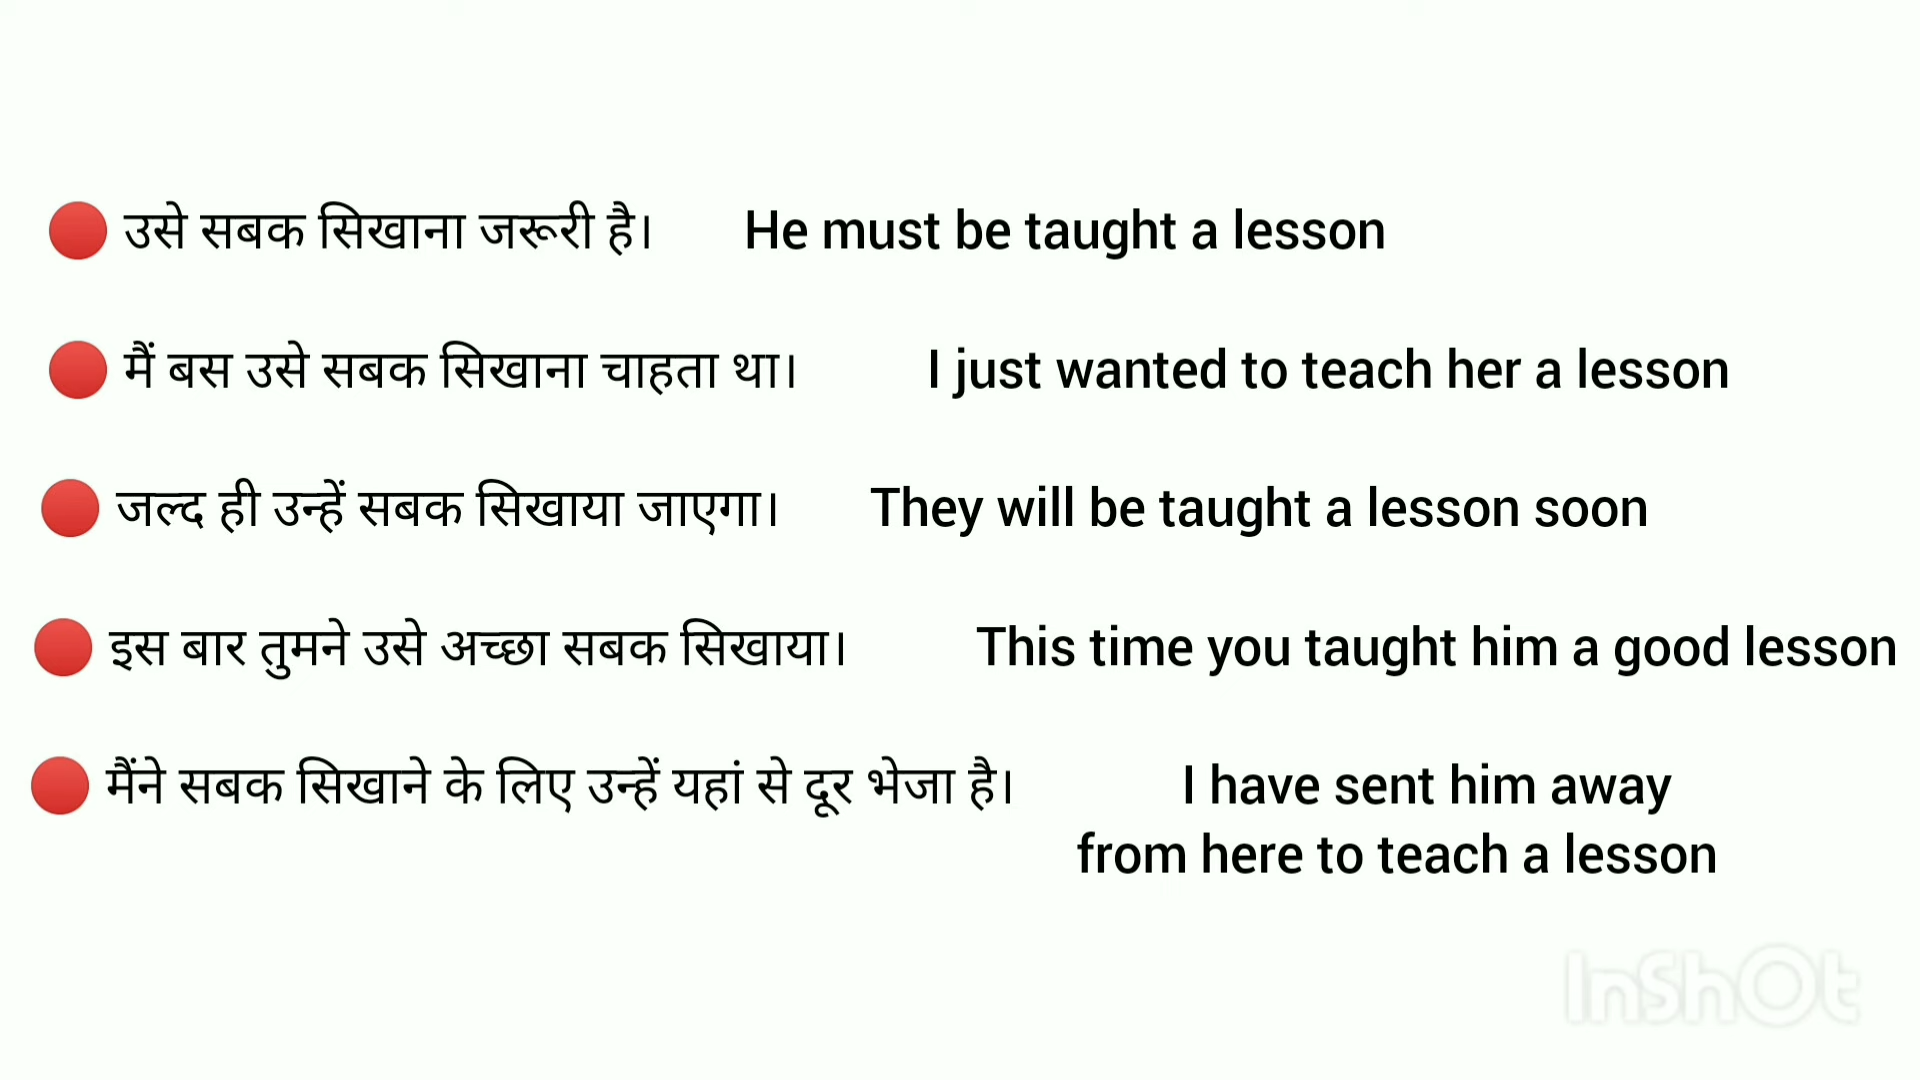 उसे सबक सिखाना जरूरी है। He must be taught a lesson
मैं बस उसे सबक सिखाना चाहता था। I just wanted to teach her a lesson
जल्द ही उन्हें सबक सिखाया जाएगा। They will be taught a lesson soon
इस बार तुमने उसे अच्छा सबक सिखाया। This time you taught him a good lesson
मैंने सबक सिखाने के लिए उन्हें यहां से दूर भेजा है। I have sent him away
from here to teach a lesson
InShOt